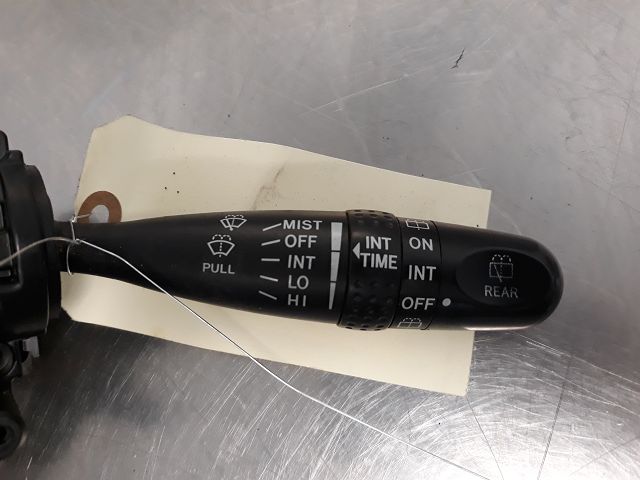 MIST
OFF
INT
LO
HI
PULL
INT
TIME
ON
INT
OFF
REAR